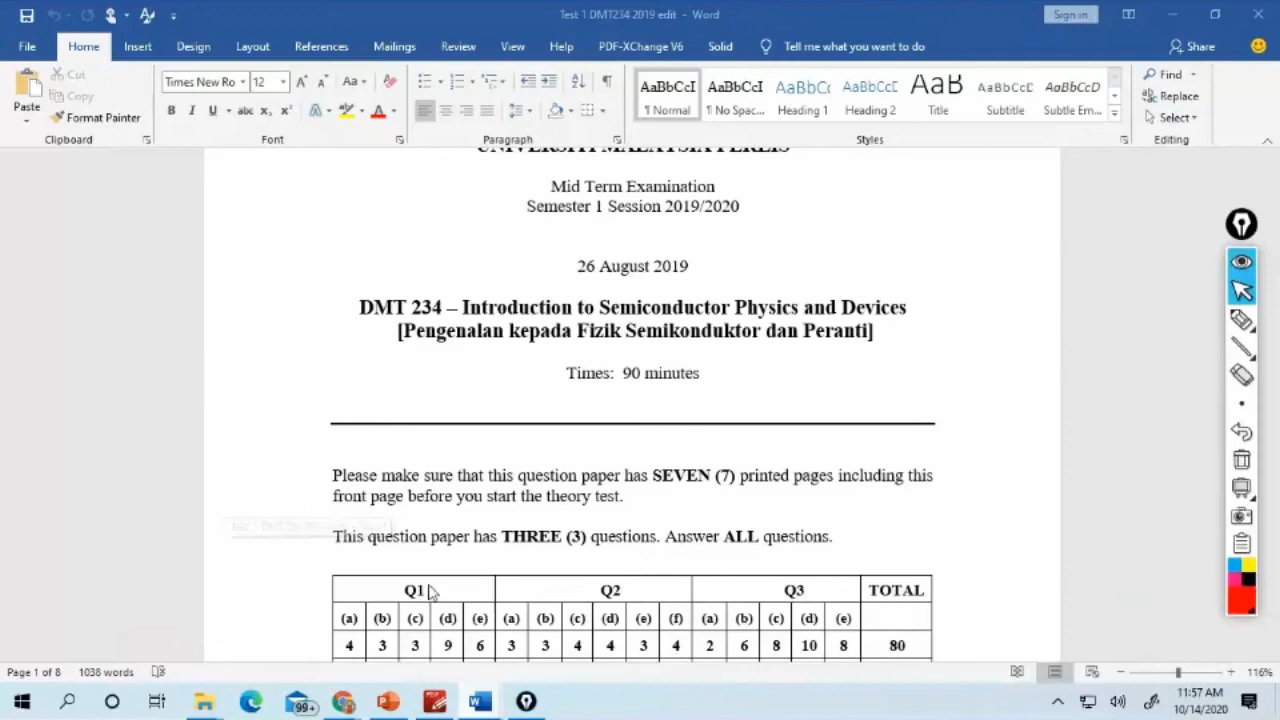 Test 1 DMT234 2019 edit - Word
Sign in
File Home Insert Design Layout References Mailings Review View Help PDF-XChange V6 Solid Tell me what you want to do Share
Paste
Cut
Copy
Format Painter
Clipboard
Times New Ro 12
Font
Paragraph
AaBbCcI AaBbCcI AaBbCc AaBbCcD AaB AaBbCcD AaBbCcD
¶ Normal ¶ No Spac... Heading 1 Heading 2 Title Subtitle Subtle Em...
Styles
Find
Replace
Select
Editing
UNIVERSITI MALAYSIA PERLIS
Mid Term Examination
Semester 1 Session 2019/2020
26 August 2019
DMT 234 – Introduction to Semiconductor Physics and Devices
[Pengenalan kepada Fizik Semikonduktor dan Peranti]
Times: 90 minutes
Please make sure that this question paper has SEVEN (7) printed pages including this
front page before you start the theory test.
This question paper has THREE (3) questions. Answer ALL questions.
Q1 Q2 Q3 TOTAL
(a) (b) (c) (d) (e) (a) (b) (c) (d) (e) (f) (a) (b) (c) (d) (e)
4 3 3 9 6 3 3 4 4 3 4 2 6 8 10 8 80
Page 1 of 8 1038 words
116%
99+
11:57 AM
10/14/2020